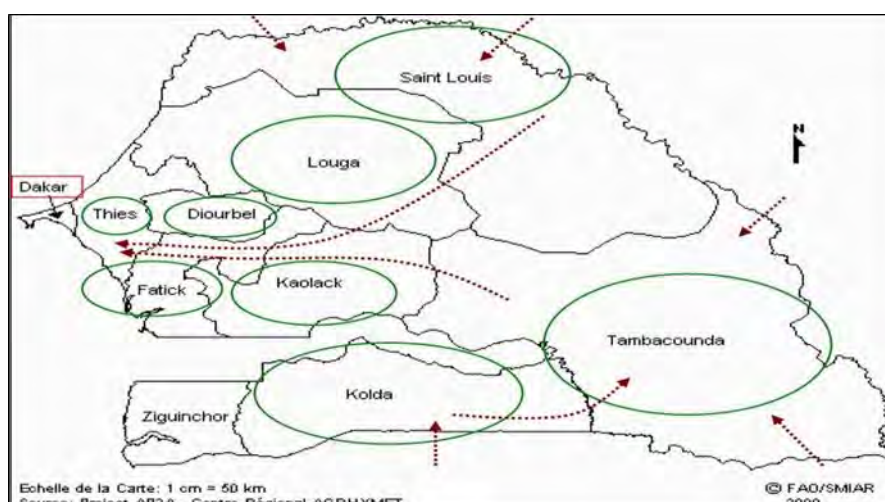 Saint Louis
N
Louga
Dakar
Thies
Diourbel
Fatick
Kaolack
Tambacounda
Kolda
Ziguinchor
Echelle de la Carte: 1 cm = 50 km
© FAO/SMIAR